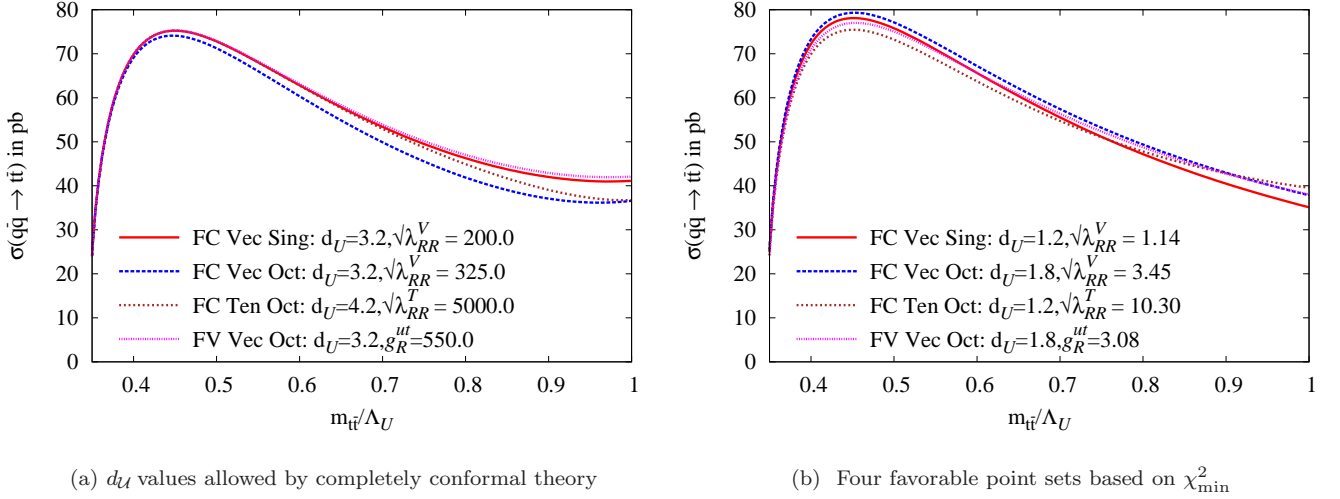 σ(qq̄ → tt̄) in pb
80
70
60
50
40
30
20
10
0
FC Vec Sing: d_U=3.2,√λ^V_RR = 200.0
FC Vec Oct: d_U=3.2,√λ^V_RR = 325.0
FC Ten Oct: d_U=4.2,√λ^T_RR = 5000.0
FV Vec Oct: d_U=3.2,g^ut_R=550.0
0.4 0.5 0.6 0.7 0.8 0.9 1
m_tt̄/Λ_U
(a) d_𝒰 values allowed by completely conformal theory
σ(qq̄ → tt̄) in pb
80
70
60
50
40
30
20
10
0
FC Vec Sing: d_U=1.2,√λ^V_RR = 1.14
FC Vec Oct: d_U=1.8,√λ^V_RR = 3.45
FC Ten Oct: d_U=1.2,√λ^T_RR = 10.30
FV Vec Oct: d_U=1.8,g^ut_R=3.08
0.4 0.5 0.6 0.7 0.8 0.9 1
m_tt̄/Λ_U
(b) Four favorable point sets based on χ²_min